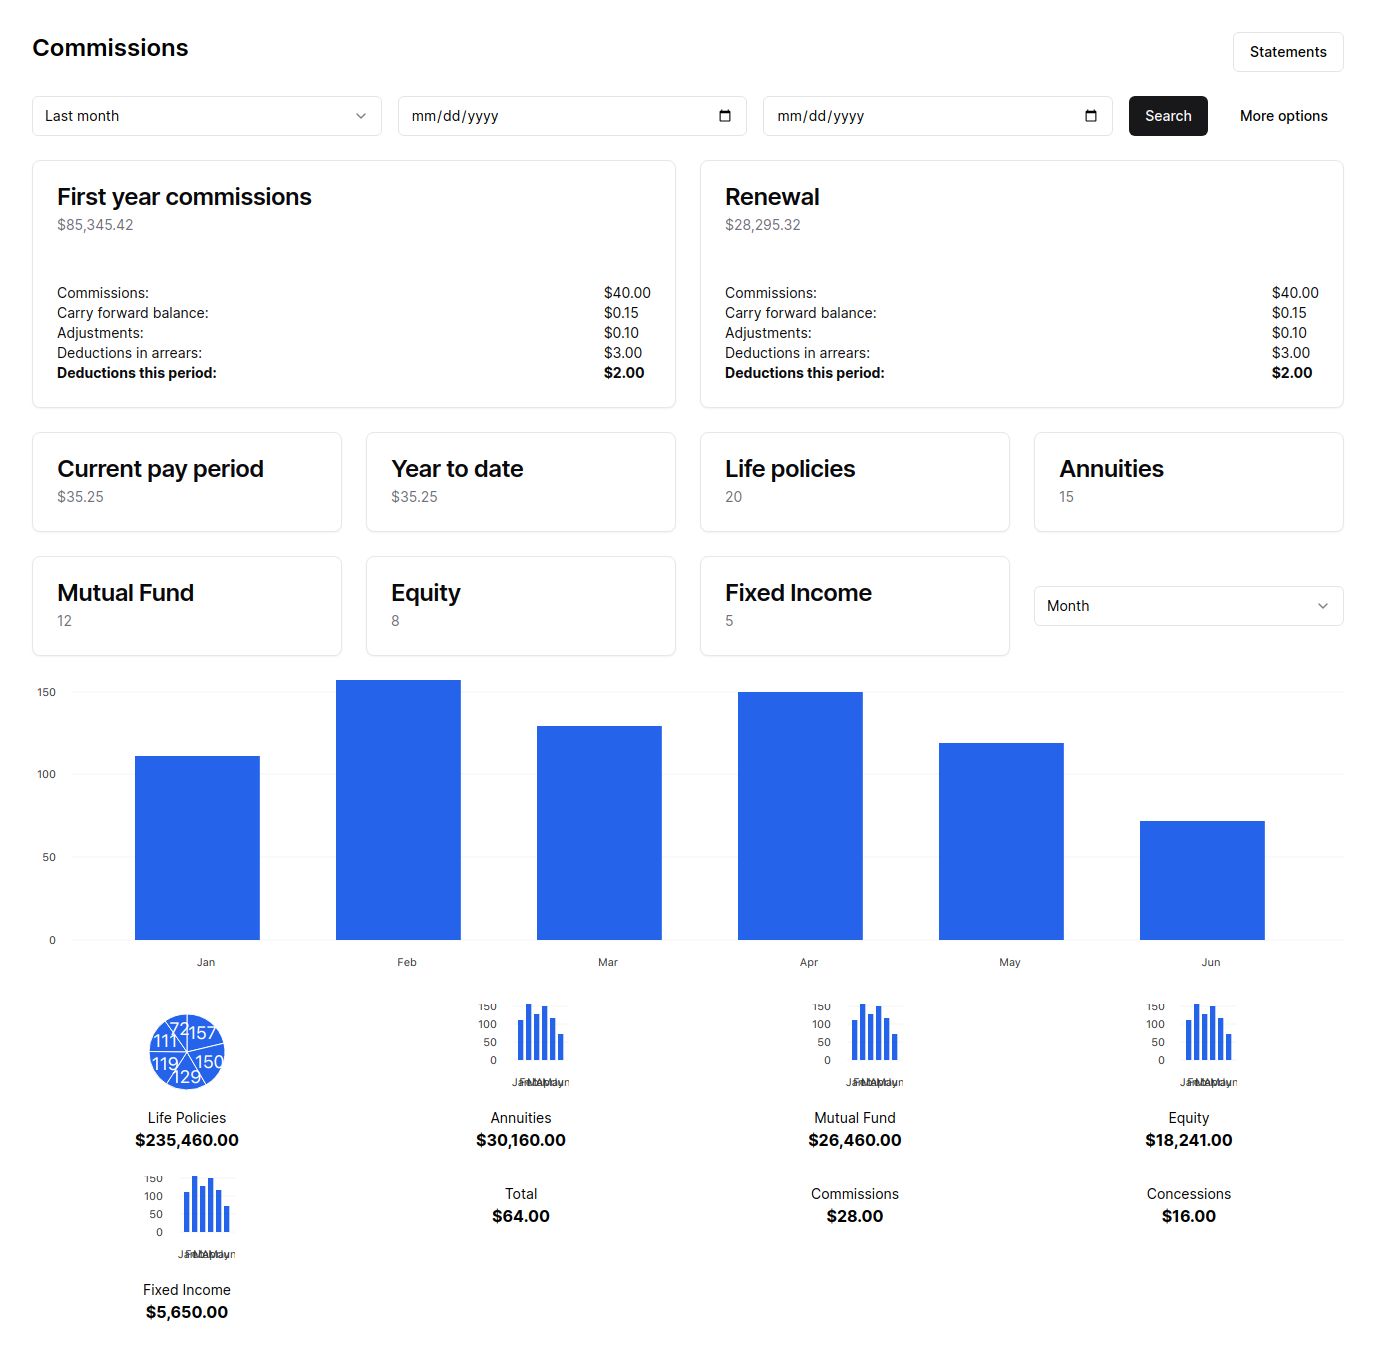 Commissions
Statements
Last month
mm/dd/yyyy
mm/dd/yyyy
Search
More options
First year commissions
$85,345.42
Commissions: $40.00
Carry forward balance: $0.15
Adjustments: $0.10
Deductions in arrears: $3.00
Deductions this period: $2.00
Renewal
$28,295.32
Commissions: $40.00
Carry forward balance: $0.15
Adjustments: $0.10
Deductions in arrears: $3.00
Deductions this period: $2.00
Current pay period
$35.25
Year to date
$35.25
Life policies
20
Annuities
15
Mutual Fund
12
Equity
8
Fixed Income
5
Month
150
100
50
0
Jan Feb Mar Apr May Jun
72
157
111
119
150
129
Life Policies
$235,460.00
150
100
50
0
Annuities
$30,160.00
150
100
50
0
Mutual Fund
$26,460.00
150
100
50
0
Equity
$18,241.00
150
100
50
0
Fixed Income
$5,650.00
Total
$64.00
Commissions
$28.00
Concessions
$16.00